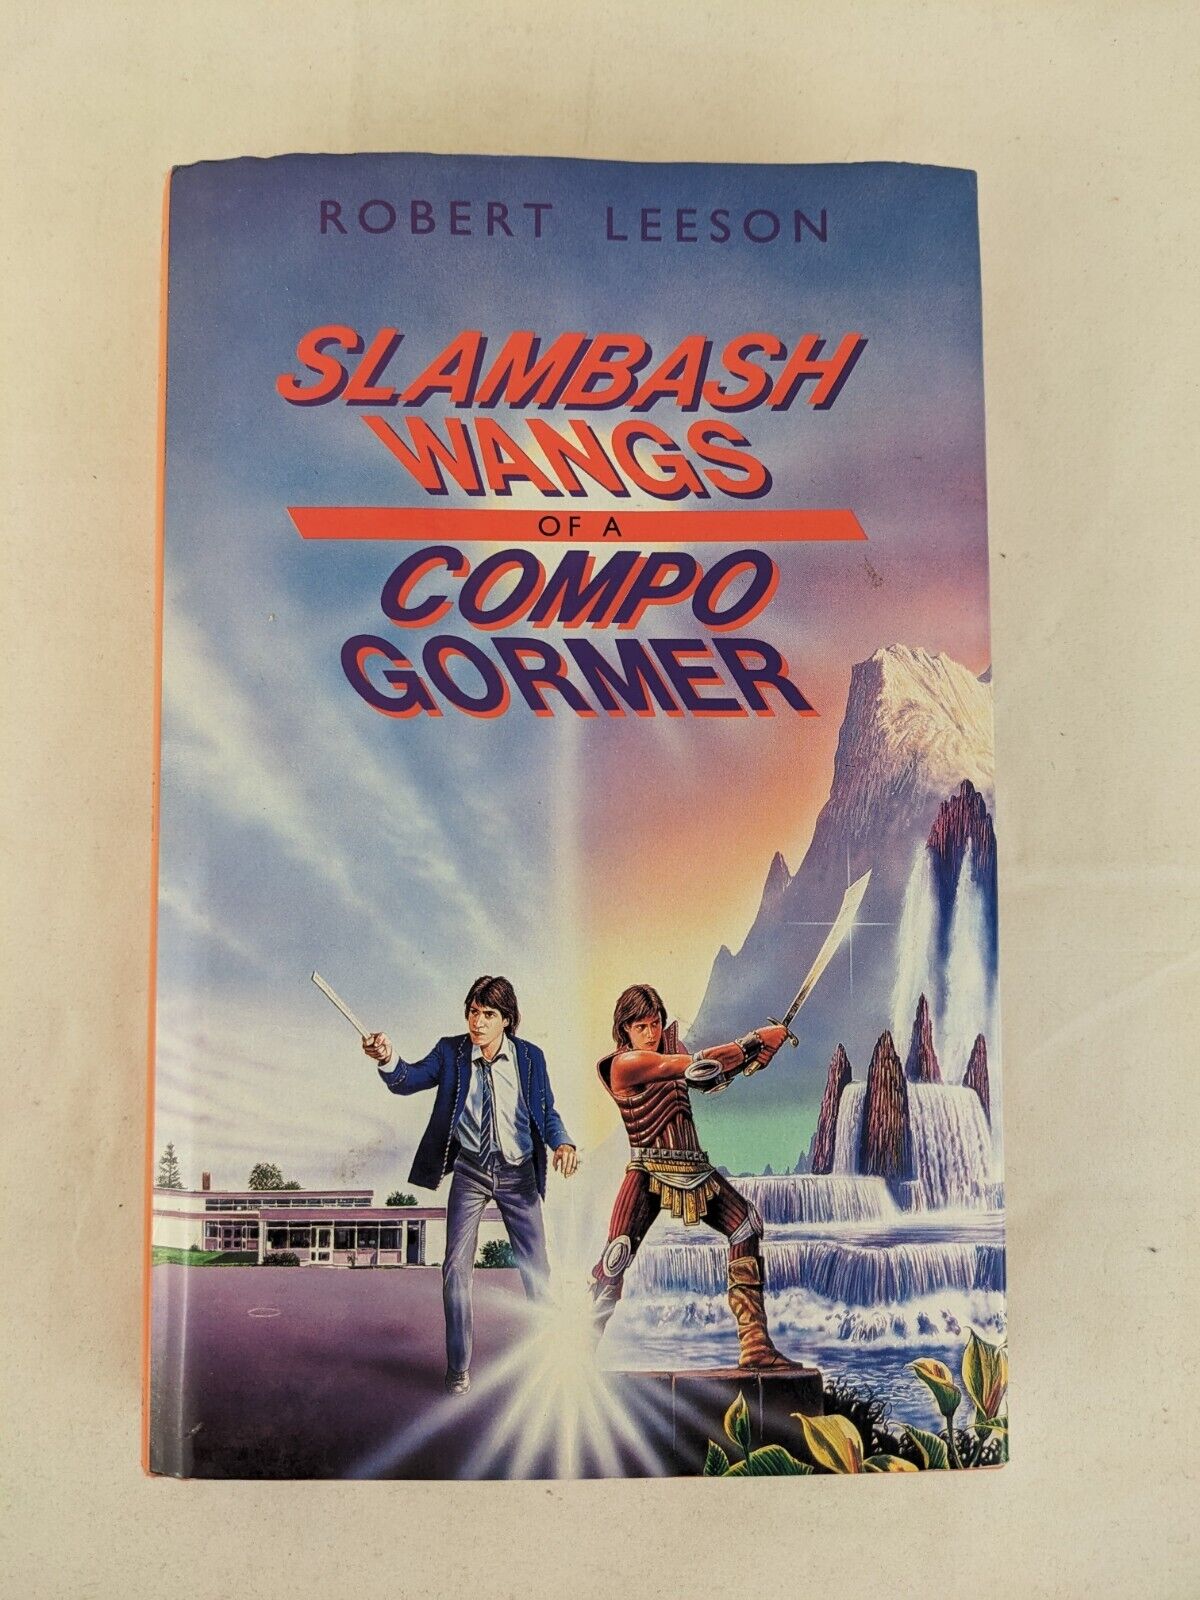 ROBERT LEESON
SLAMBASH
WANGS
OF A
COMPO
GORMER